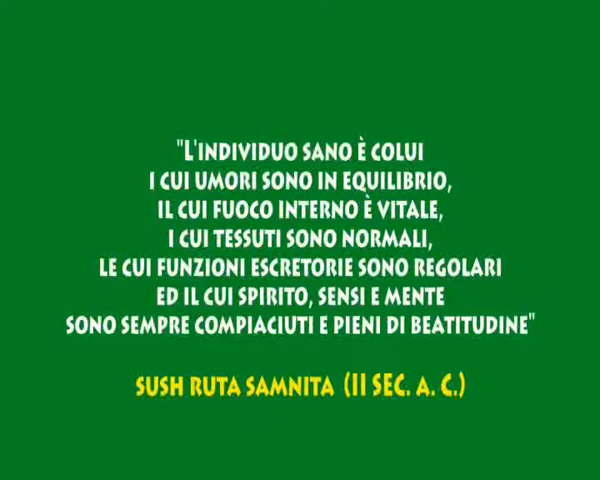 "L'INDIVIDUO SANO È COLUI
I CUI UMORI SONO IN EQUILIBRIO,
IL CUI FUOCO INTERNO È VITALE,
I CUI TESSUTI SONO NORMALI,
LE CUI FUNZIONI ESCRETORIE SONO REGOLARI
ED IL CUI SPIRITO, SENSI E MENTE
SONO SEMPRE COMPIACIUTI E PIENI DI BEATITUDINE"
SUSH RUTA SAMNITA (II SEC. A. C.)